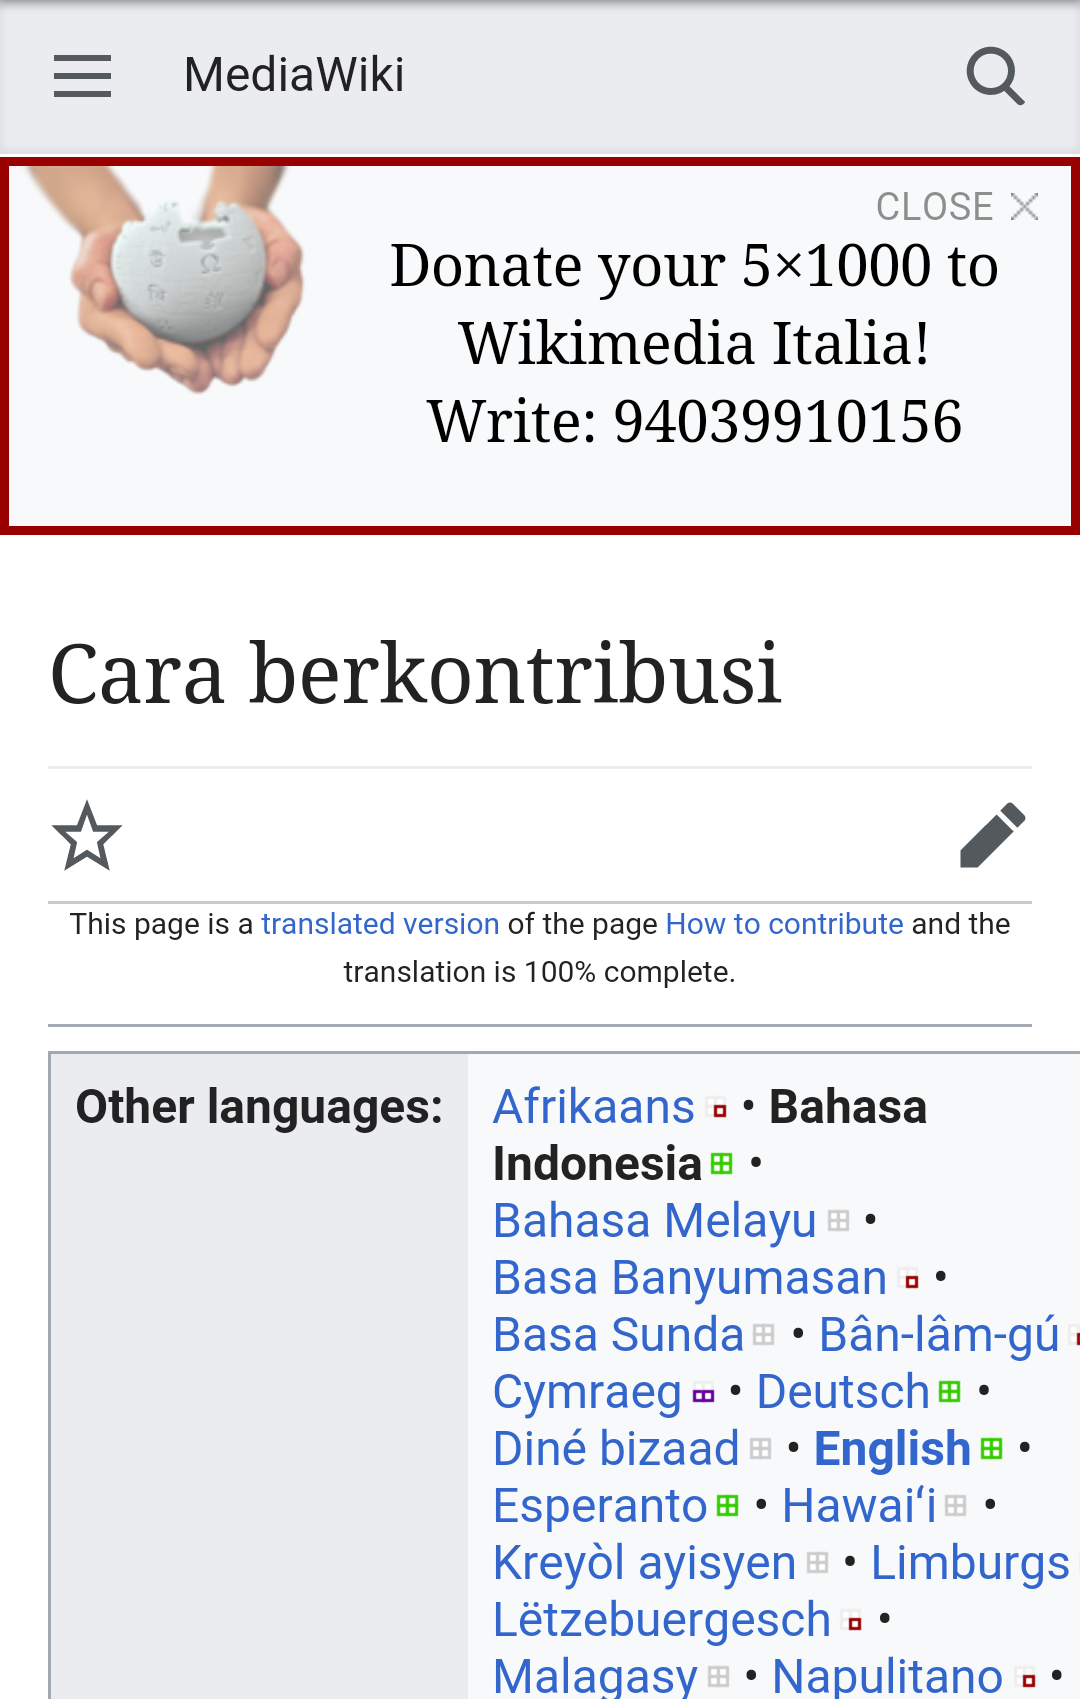 MediaWiki
CLOSE
Donate your 5×1000 to
Wikimedia Italia!
Write: 94039910156
Cara berkontribusi
This page is a translated version of the page How to contribute and the
translation is 100% complete.
Other languages:
Afrikaans • Bahasa
Indonesia •
Bahasa Melayu •
Basa Banyumasan •
Basa Sunda • Bân-lâm-gú
Cymraeg • Deutsch •
Diné bizaad • English •
Esperanto • Hawaiʻi •
Kreyòl ayisyen • Limburgs
Lëtzebuergesch •
Malagasy • Napulitano •